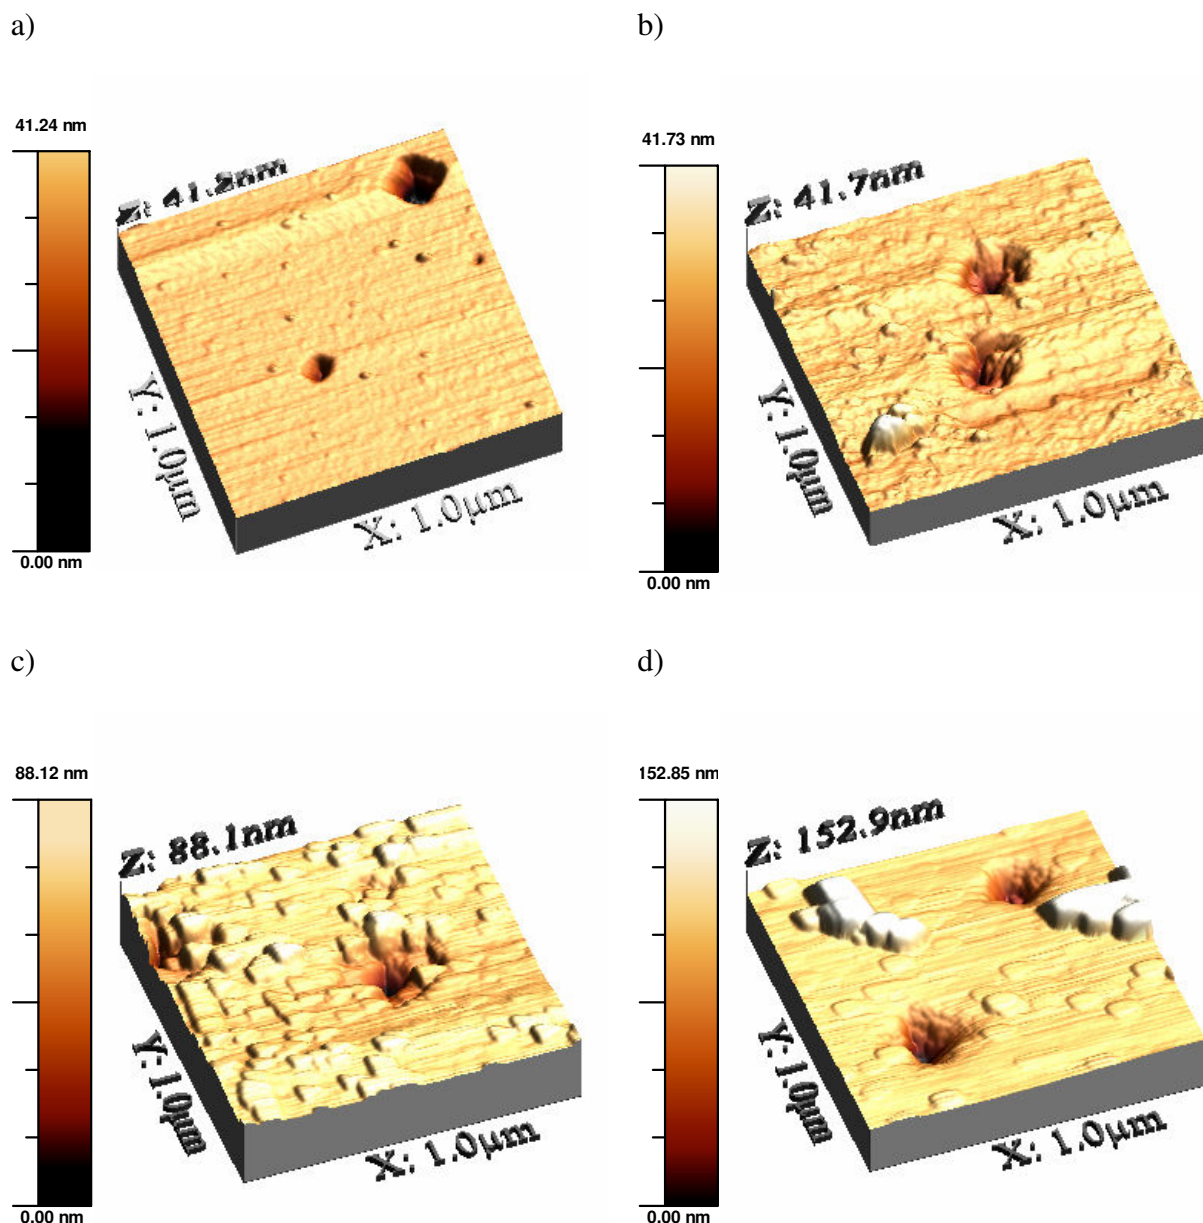 a)
b)
41.24 nm
Z: 41.2nm
Y: 1.0µm
X: 1.0µm
0.00 nm
41.73 nm
Z: 41.7nm
Y: 1.0µm
X: 1.0µm
0.00 nm
c)
d)
88.12 nm
Z: 88.1nm
Y: 1.0µm
X: 1.0µm
0.00 nm
152.85 nm
Z: 152.9nm
Y: 1.0µm
X: 1.0µm
0.00 nm